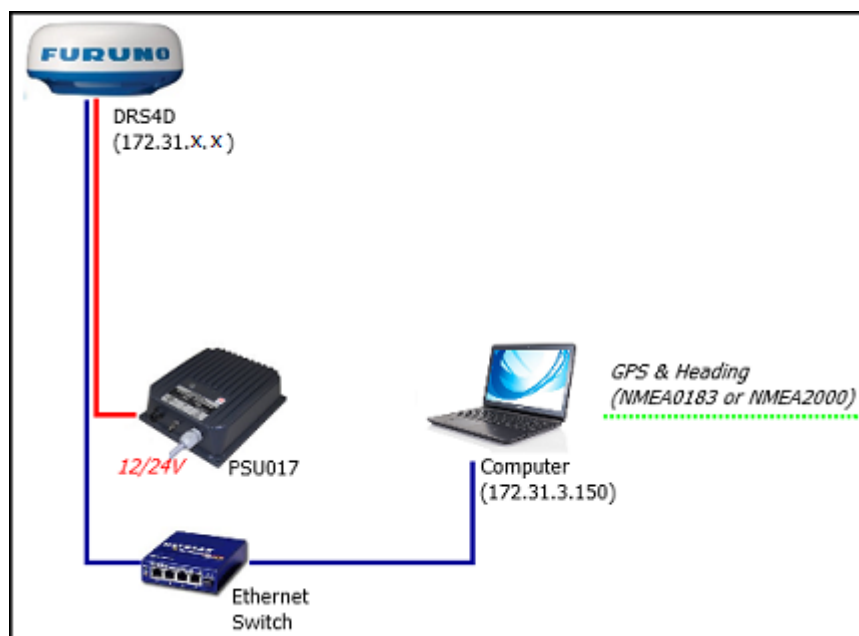 FURUNO
DRS4D
(172.31.x.x)
GPS & Heading
(NMEA0183 or NMEA2000)
12/24V
PSU017
Computer
(172.31.3.150)
NETGEAR
Ethernet
Switch